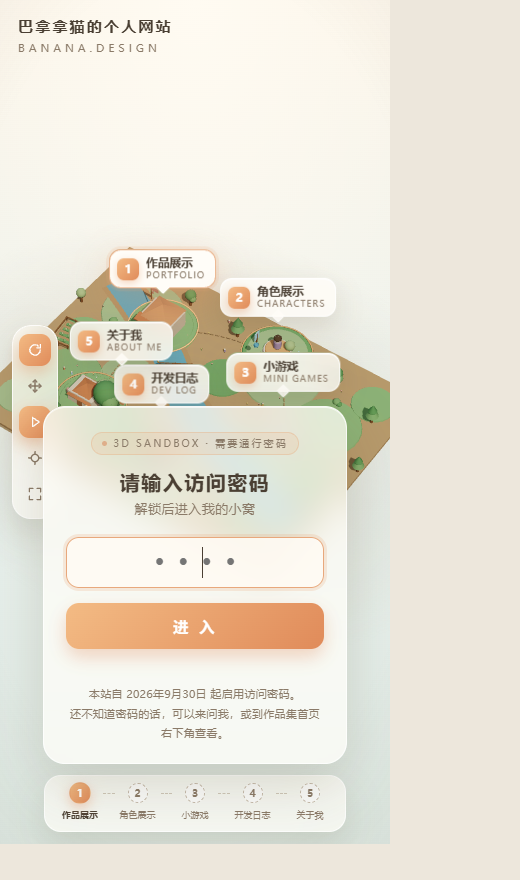 巴拿拿猫的个人网站
BANANA.DESIGN
1 作品展示
PORTFOLIO
2 角色展示
CHARACTERS
5 关于我
ABOUT ME
3 小游戏
MINI GAMES
4 开发日志
DEV LOG
3D SANDBOX · 需要通行密码
请输入访问密码
解锁后进入我的小窝
进 入
本站自 2026年9月30日 起启用访问密码。
还不知道密码的话，可以来问我，或到作品集首页
右下角查看。
1 2 3 4 5
作品展示 角色展示 小游戏 开发日志 关于我